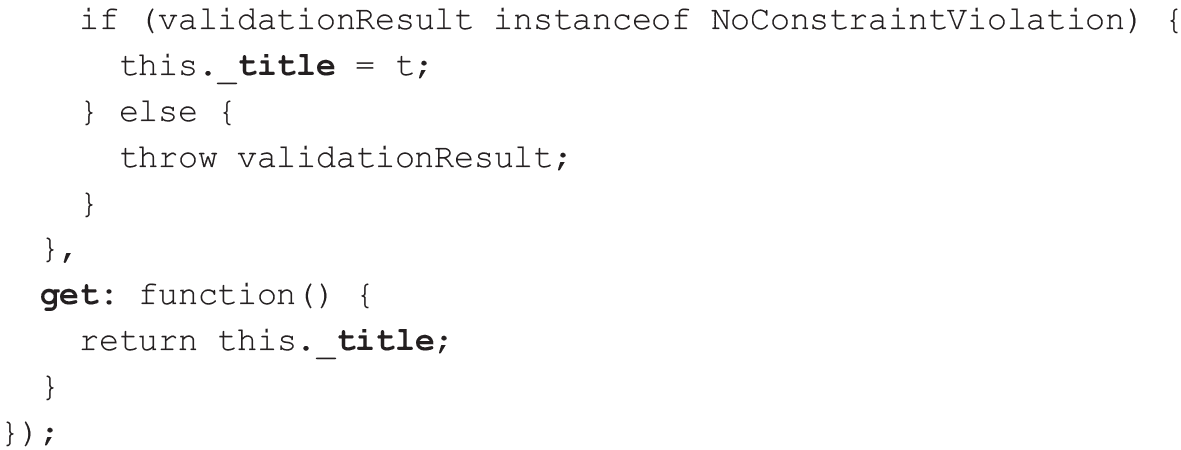 if (validationResult instanceof NoConstraintViolation) {
      this._title = t;
    } else {
      throw validationResult;
    }
  },
  get: function() {
    return this._title;
  }
});